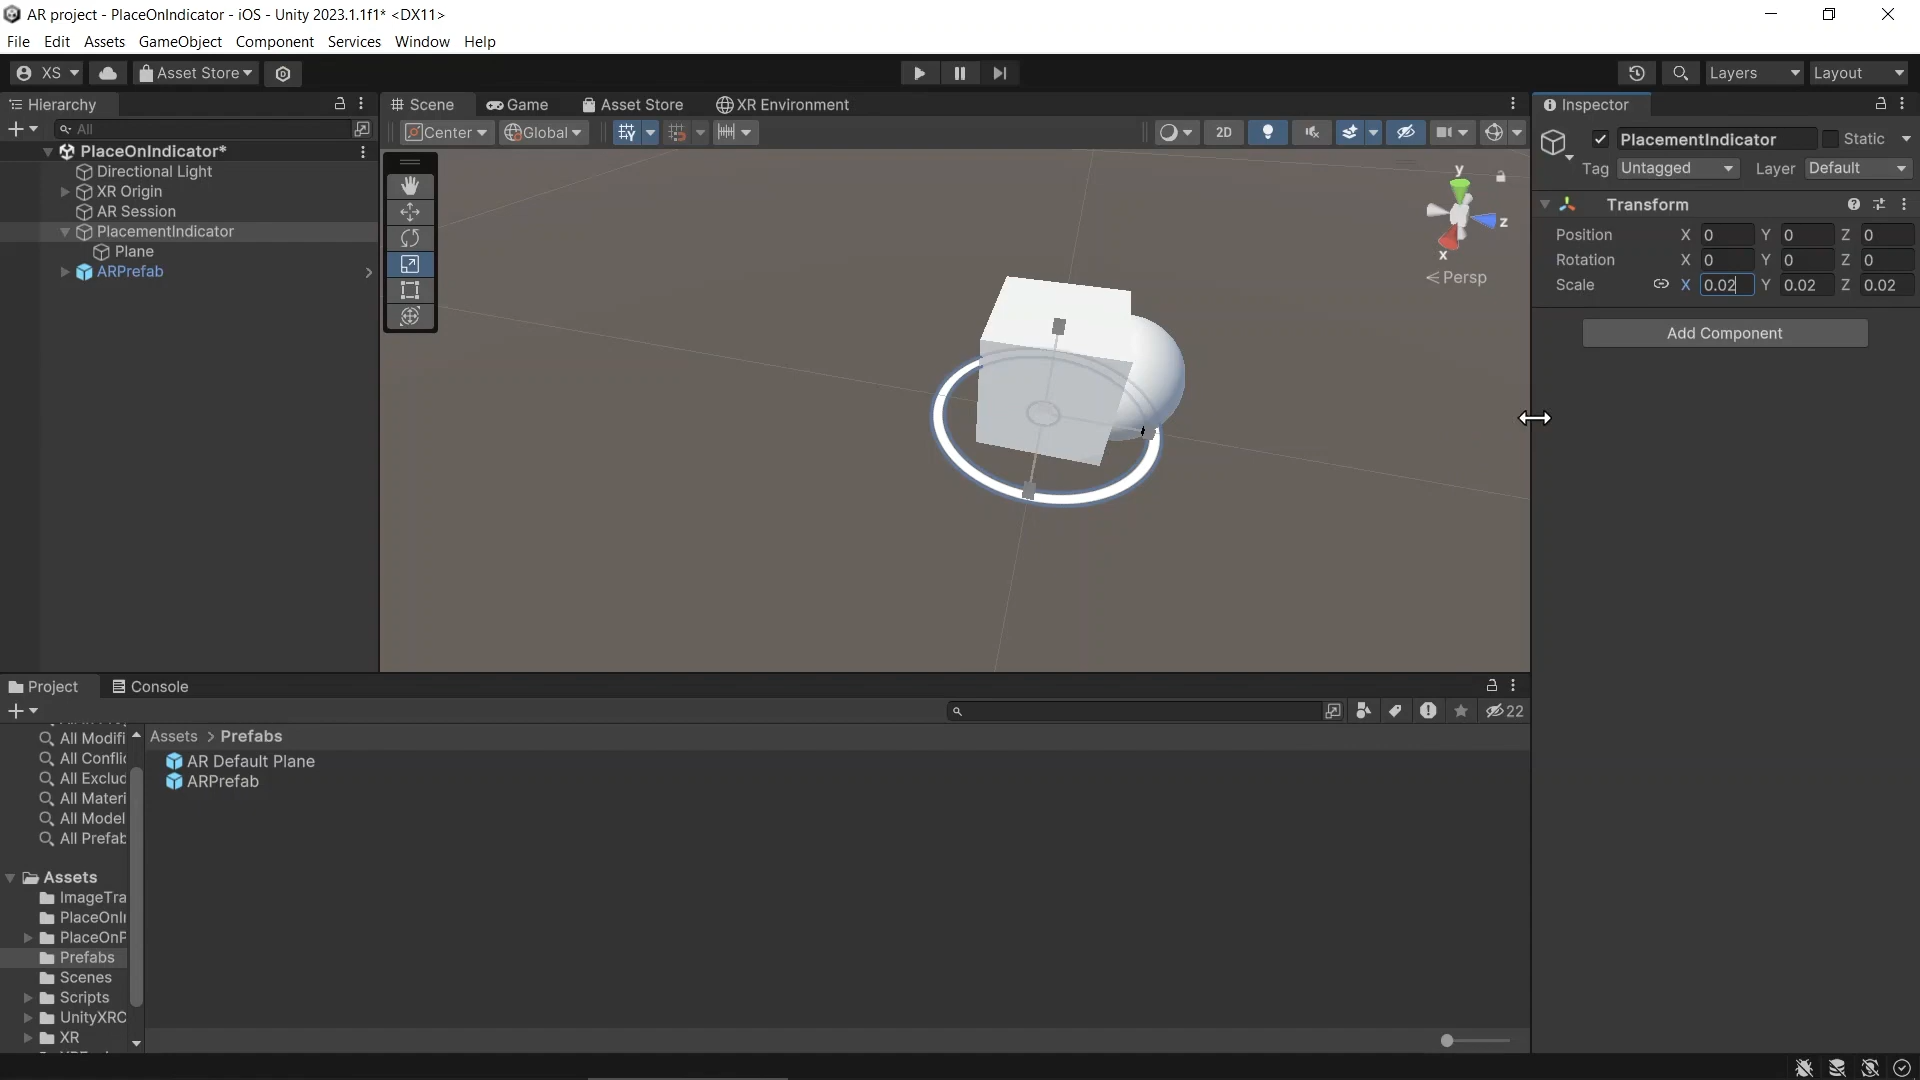 AR project - PlaceOnIndicator - iOS - Unity 2023.1.1f1* <DX11>
File Edit Assets GameObject Component Services Window Help
XS Asset Store Layers Layout
Hierarchy Scene Game Asset Store XR Environment Inspector
All Center Global 2D PlacementIndicator Static
PlaceOnIndicator* Tag Untagged Layer Default
Directional Light
XR Origin
AR Session
PlacementIndicator
Plane
ARPrefab
y
z
x
Persp
Transform
Position X 0 Y 0 Z 0
Rotation X 0 Y 0 Z 0
Scale X 0.02 Y 0.02 Z 0.02
Add Component
Project Console
22
All Modifi
All Conflic
All Exclud
All Materi
All Model
All Prefab
Assets
ImageTra
PlaceOnIn
PlaceOnP
Prefabs
Scenes
Scripts
UnityXRC
XR
Assets > Prefabs
AR Default Plane
ARPrefab